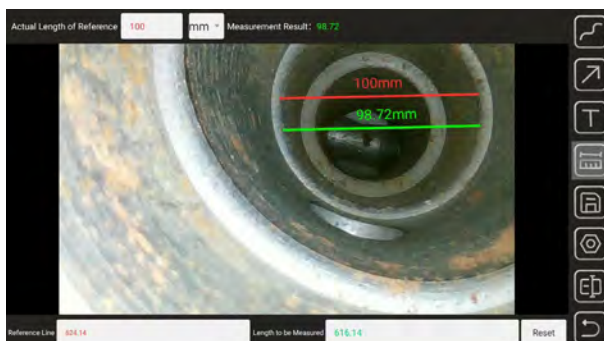 Actual Length of Reference 100 mm Measurement Result: 98.72
100mm
98.72mm
T
Reference Line 624.14 Length to be Measured 616.14 Reset